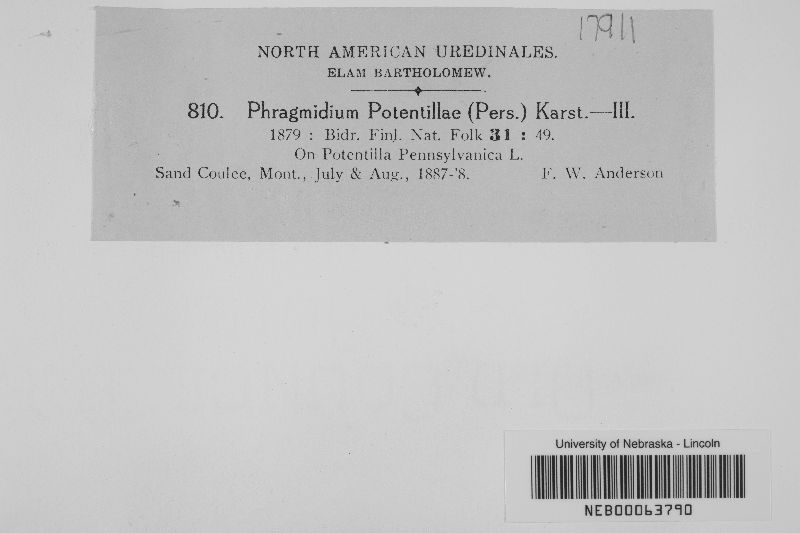 17911
NORTH AMERICAN UREDINALES.
ELAM BARTHOLOMEW.
810. Phragmidium Potentillae (Pers.) Karst.—III.
1879 : Bidr. Finl. Nat. Folk 31 : 49.
On Potentilla Pennsylvanica L.
Sand Coulee, Mont., July & Aug., 1887-'8. F. W. Anderson
University of Nebraska - Lincoln
NEB00063790